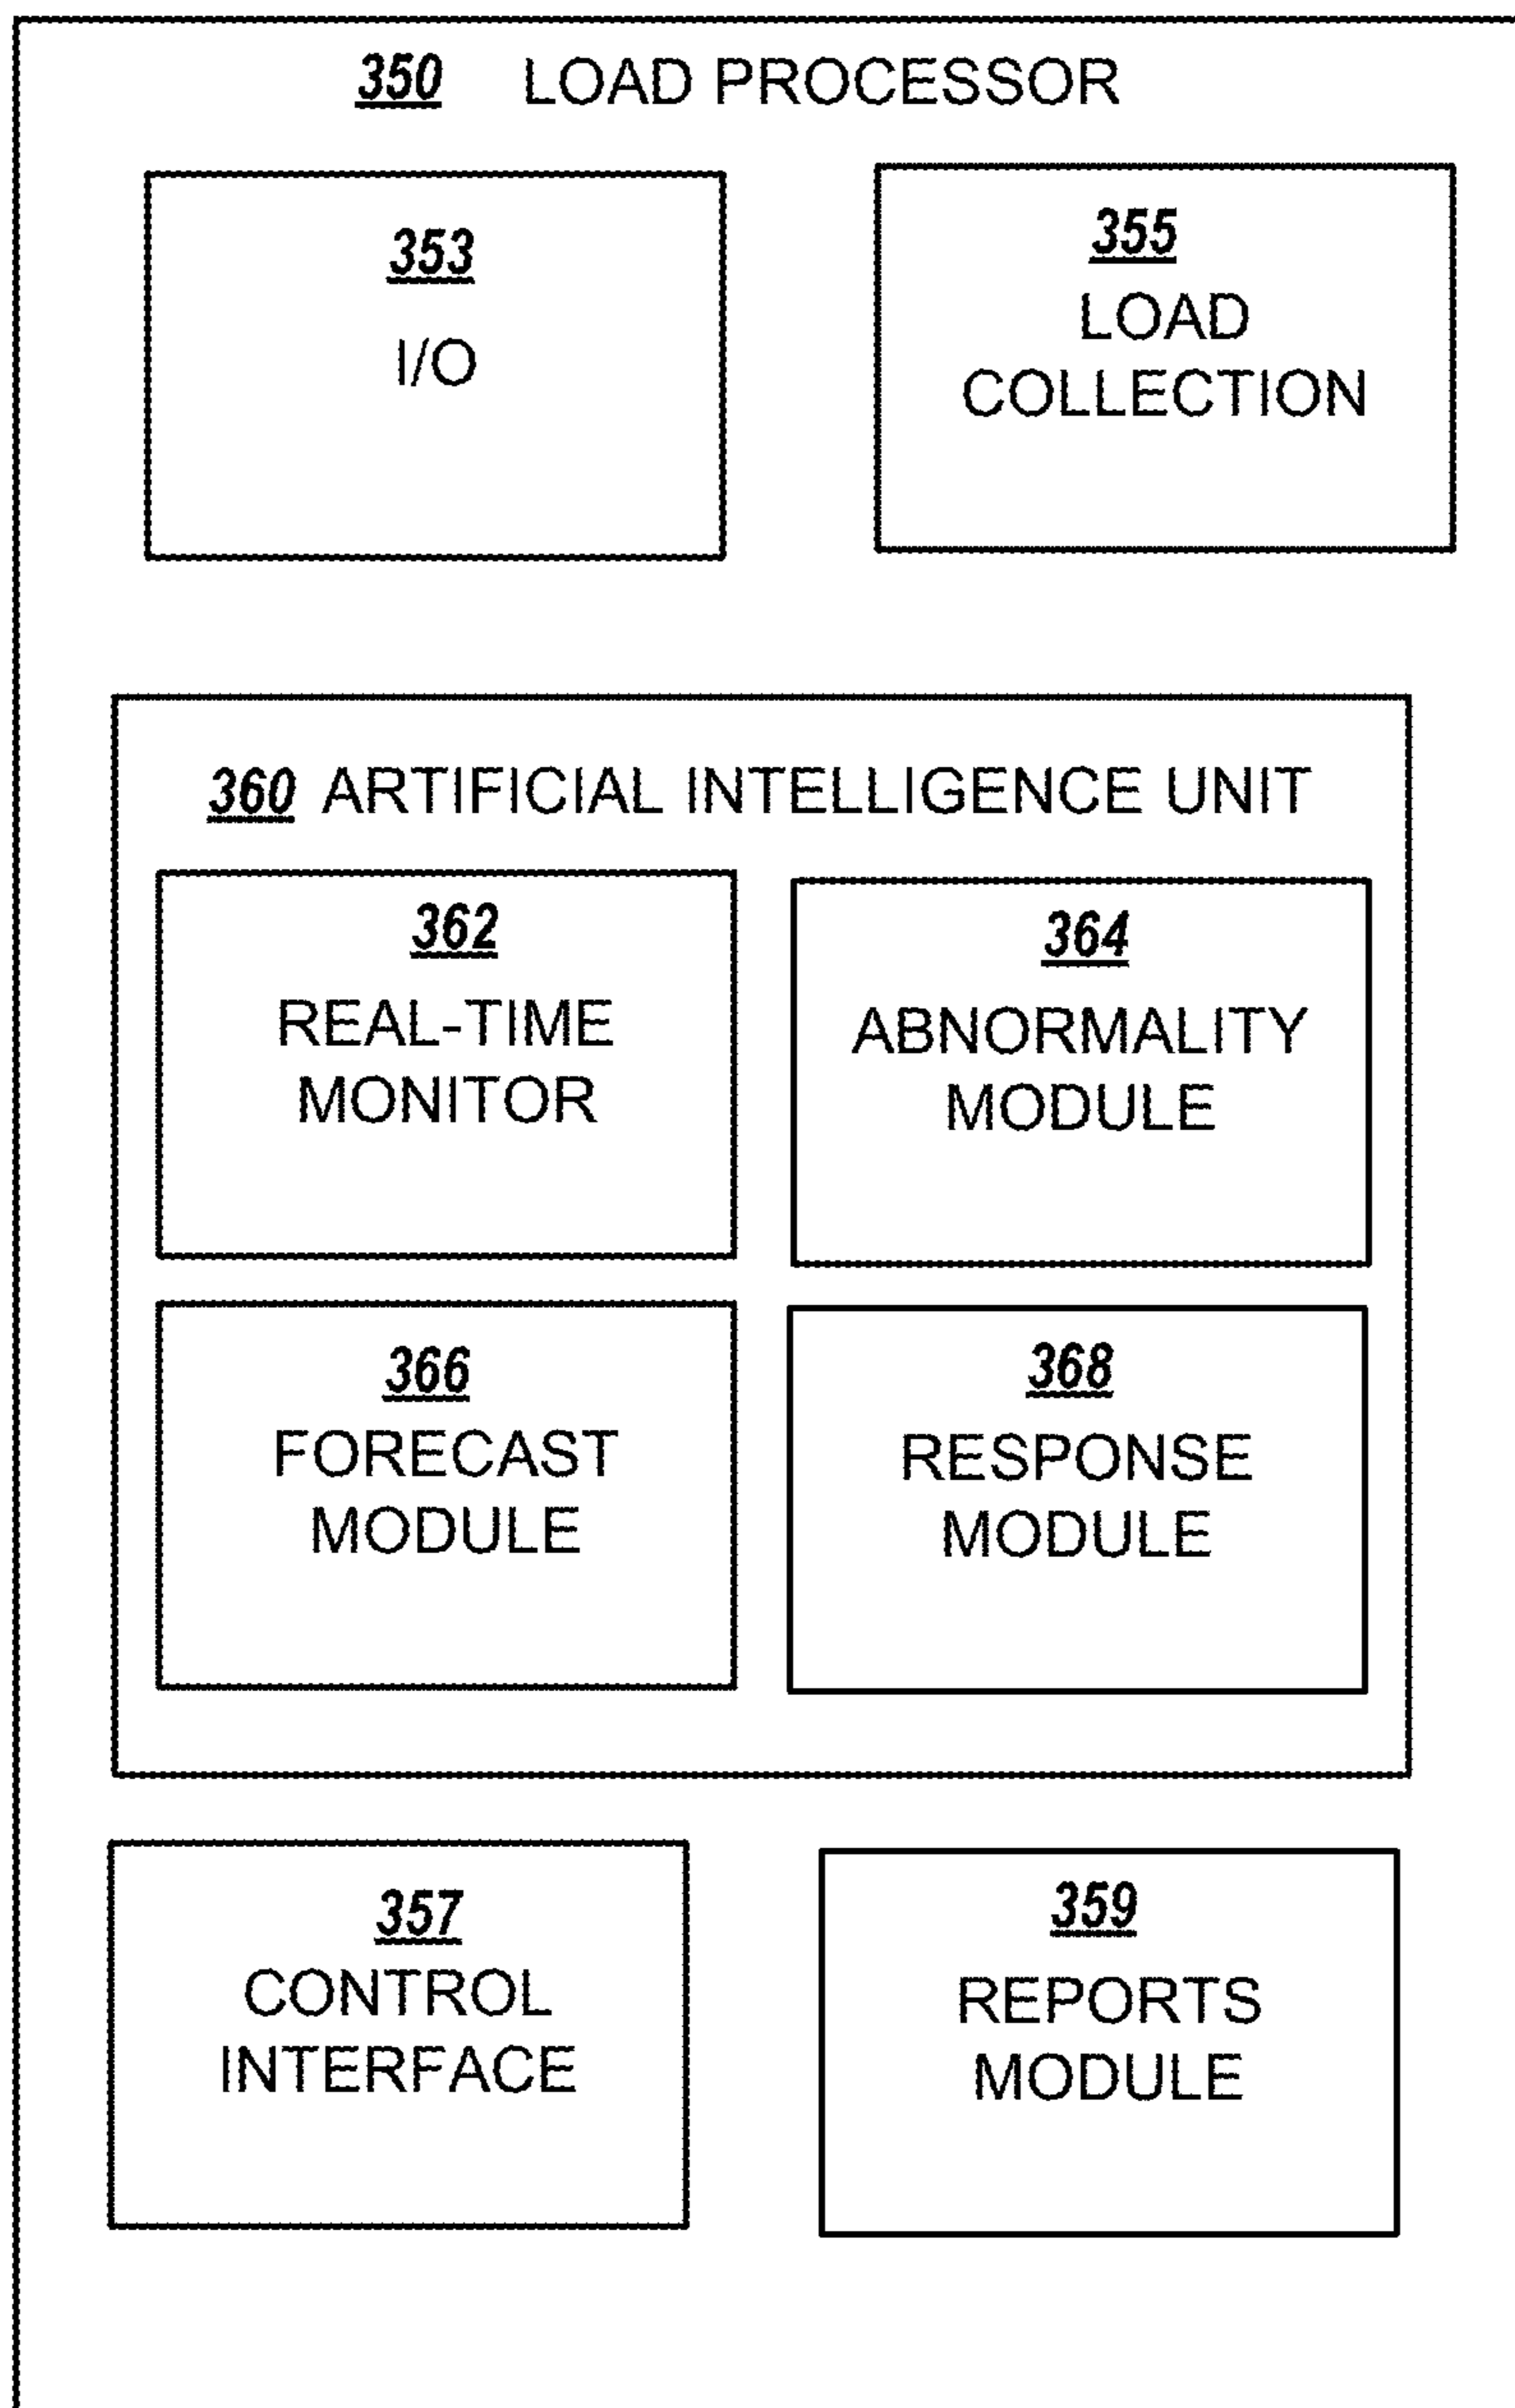 350 LOAD PROCESSOR
353
I/O
355
LOAD
COLLECTION
360 ARTIFICIAL INTELLIGENCE UNIT
362
REAL-TIME
MONITOR
364
ABNORMALITY
MODULE
366
FORECAST
MODULE
368
RESPONSE
MODULE
357
CONTROL
INTERFACE
359
REPORTS
MODULE